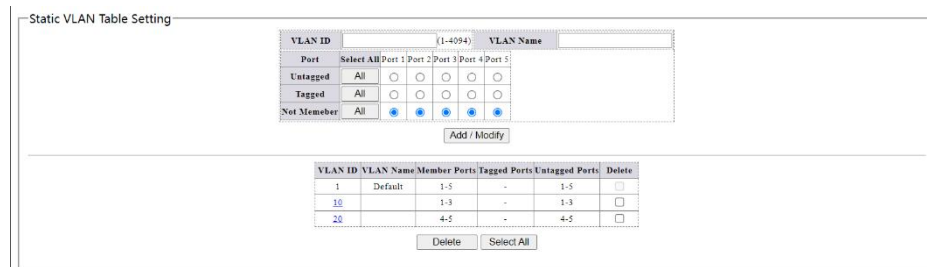 Static VLAN Table Setting
VLAN ID (1-4094) VLAN Name
Port Select All Port 1 Port 2 Port 3 Port 4 Port 5
Untagged All
Tagged All
Not Memeber All
Add / Modify
VLAN ID VLAN Name Member Ports Tagged Ports Untagged Ports Delete
1 Default 1-5 - 1-5
10 1-3 - 1-3
20 4-5 - 4-5
Delete Select All